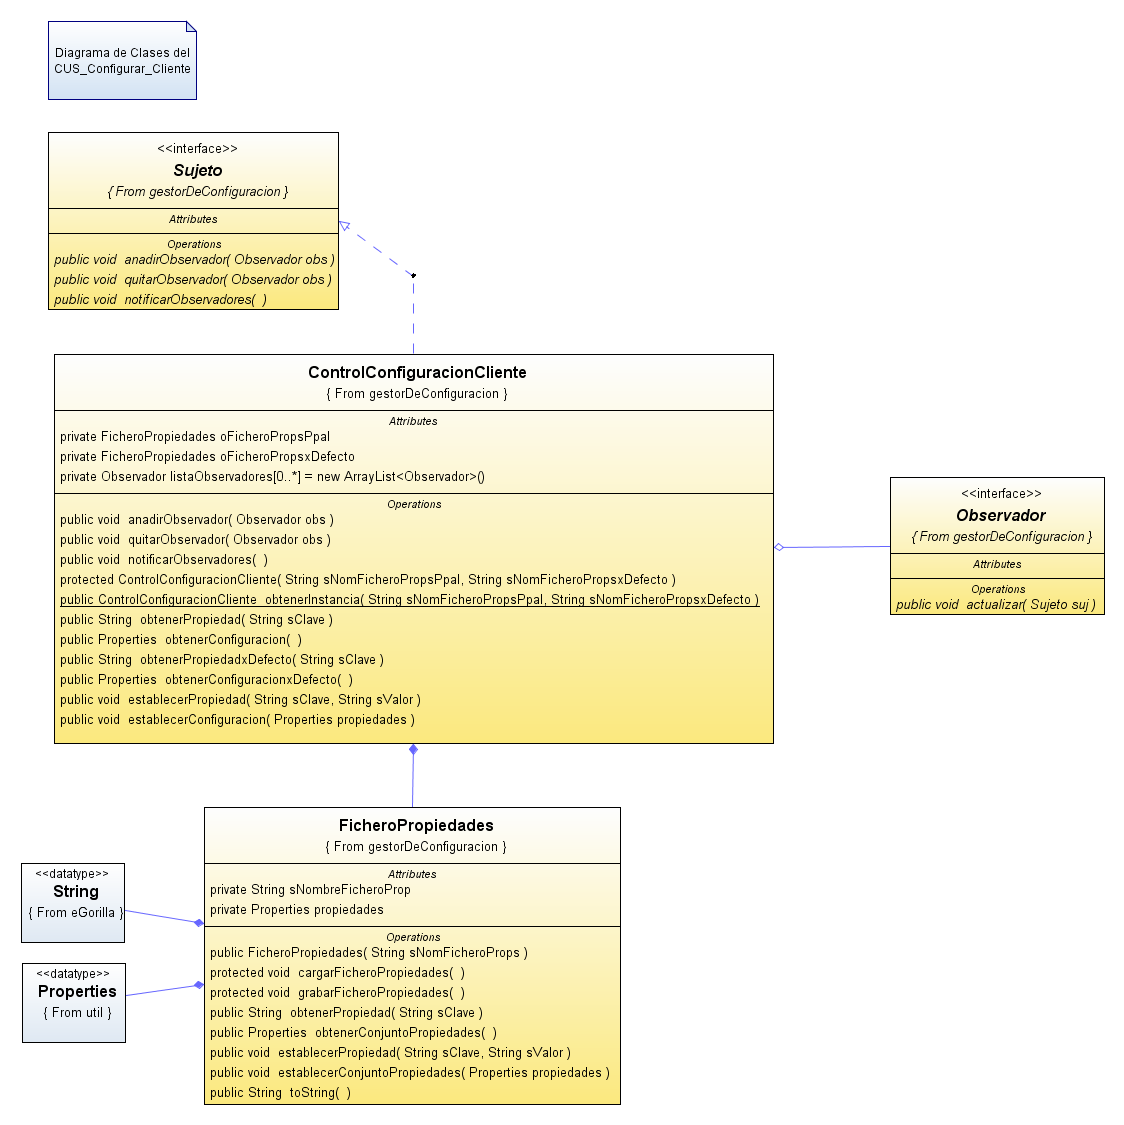 Diagrama de Clases del
CUS_Configurar_Cliente
<<interface>>
Sujeto
{ From gestorDeConfiguracion }
Attributes
Operations
public void  anadirObservador( Observador obs )
public void  quitarObservador( Observador obs )
public void  notificarObservadores(  )
ControlConfiguracionCliente
{ From gestorDeConfiguracion }
Attributes
private FicheroPropiedades oFicheroPropsPpal
private FicheroPropiedades oFicheroPropsxDefecto
private Observador listaObservadores[0..*] = new ArrayList<Observador>()
Operations
public void  anadirObservador( Observador obs )
public void  quitarObservador( Observador obs )
public void  notificarObservadores(  )
protected ControlConfiguracionCliente( String sNomFicheroPropsPpal, String sNomFicheroPropsxDefecto )
public ControlConfiguracionCliente  obtenerInstancia( String sNomFicheroPropsPpal, String sNomFicheroPropsxDefecto )
public String  obtenerPropiedad( String sClave )
public Properties  obtenerConfiguracion(  )
public String  obtenerPropiedadxDefecto( String sClave )
public Properties  obtenerConfiguracionxDefecto(  )
public void  establecerPropiedad( String sClave, String sValor )
public void  establecerConfiguracion( Properties propiedades )
<<interface>>
Observador
{ From gestorDeConfiguracion }
Attributes
Operations
public void  actualizar( Sujeto suj )
FicheroPropiedades
{ From gestorDeConfiguracion }
Attributes
private String sNombreFicheroProp
private Properties propiedades
Operations
public FicheroPropiedades( String sNomFicheroProps )
protected void  cargarFicheroPropiedades(  )
protected void  grabarFicheroPropiedades(  )
public String  obtenerPropiedad( String sClave )
public Properties  obtenerConjuntoPropiedades(  )
public void  establecerPropiedad( String sClave, String sValor )
public void  establecerConjuntoPropiedades( Properties propiedades )
public String  toString(  )
<<datatype>>
String
{ From eGorilla }
<<datatype>>
Properties
{ From util }